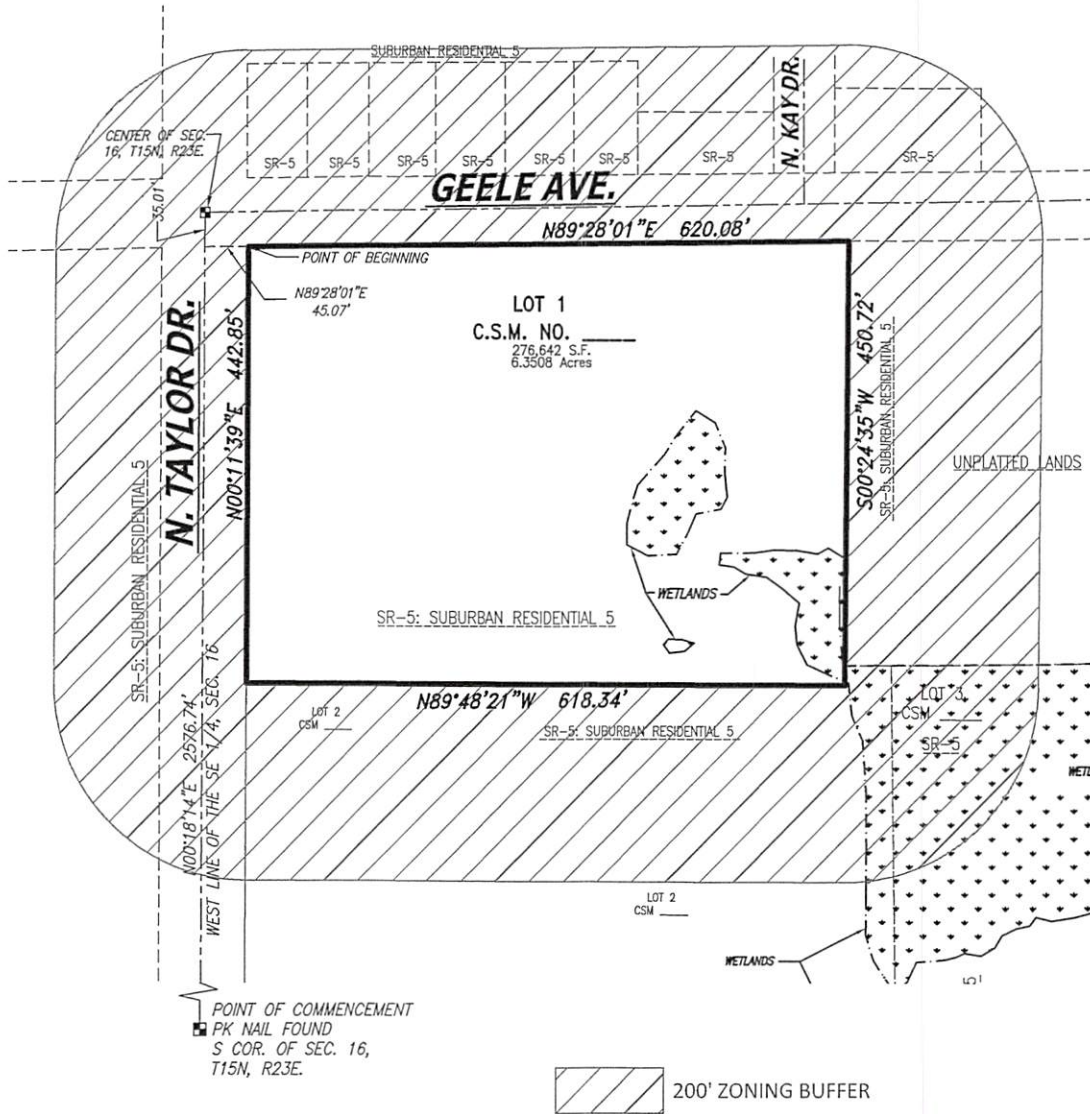 SUBURBAN RESIDENTIAL 5
N. KAY DR.
CENTER OF SEC.
16, T15N, R23E.
SR-5
SR-5
SR-5
SR-5
SR-5
SR-5
SR-5
SR-5
35.01'
GEELE AVE.
N89°28'01"E 620.08'
POINT OF BEGINNING
N89°28'01"E
45.07'
LOT 1
C.S.M. NO. ______
276,642 S.F.
6.3508 Acres
N. TAYLOR DR.
N00°11'39"E 442.85'
S00°24'35"W 450.72'
SR-5: SUBURBAN RESIDENTIAL 5
UNPLATTED LANDS
SR-5: SUBURBAN RESIDENTIAL 5
WETLANDS
SR-5: SUBURBAN RESIDENTIAL 5
N89°48'21"W 618.34'
LOT 2
CSM ____
SR-5: SUBURBAN RESIDENTIAL 5
LOT 3
CSM ____
SR-5
WETL
N00°18'14"E 2576.74'
WEST LINE OF THE SE 1/4, SEC. 16
LOT 2
CSM ____
WETLANDS
5
POINT OF COMMENCEMENT
PK NAIL FOUND
S COR. OF SEC. 16,
T15N, R23E.
200' ZONING BUFFER